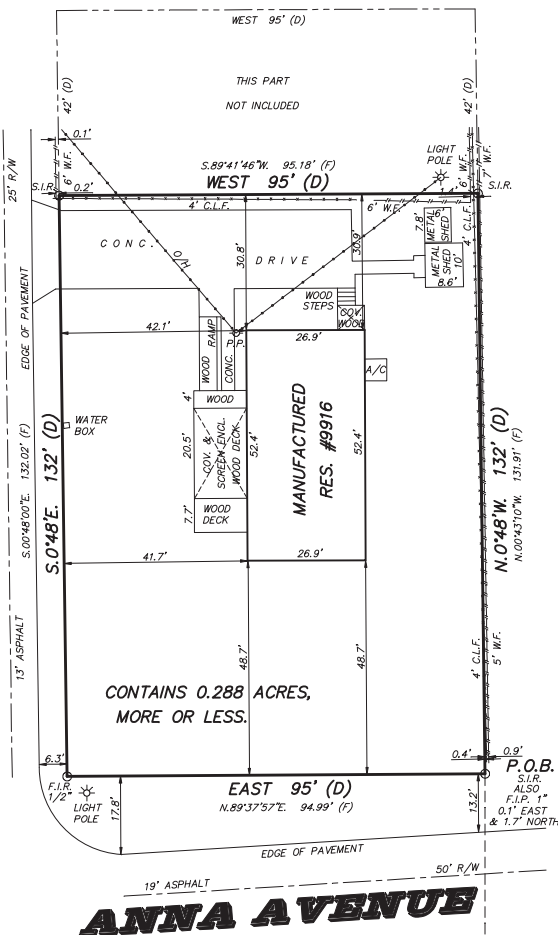 WEST 95' (D)
42' (D)
42' (D)
THIS PART
NOT INCLUDED
0.1'
6' W.F.
25' R/W
S.I.R.
0.2'
S.89°41'46"W. 95.18' (F)
WEST 95' (D)
LIGHT
POLE
6' W.F.
7' W.F.
1.4'
S.I.R.
4' C.L.F.
6' W.F.
4' C.L.F.
CONC.
DRIVE
O/H
30.8'
30.9'
7.8'
6'
METAL
SHED
METAL
SHED
10'
8.6'
WOOD
STEPS
COV.
WOOD
EDGE OF PAVEMENT
42.1'
P.P.
26.9'
WOOD
RAMP
CONC.
A/C
4'
WOOD
WATER
BOX
20.5'
COV. &
SCREEN ENCL.
WOOD DECK
52.4'
MANUFACTURED
RES. #9916
52.4'
7.7'
WOOD
DECK
S.00°48'00"E. 132.02' (F)
S.0°48'E. 132' (D)
N.0°48'W. 132' (D)
N.00°43'10"W. 131.91' (F)
41.7'
26.9'
13' ASPHALT
48.7'
48.7'
4' C.L.F.
5' W.F.
CONTAINS 0.288 ACRES,
MORE OR LESS.
6.3'
0.4'
0.9'
P.O.B.
S.I.R.
ALSO
F.I.P. 1"
0.1' EAST
& 1.7' NORTH
F.I.R.
1/2"
LIGHT
POLE
17.8'
EAST 95' (D)
N.89°37'57"E. 94.99' (F)
13.2'
EDGE OF PAVEMENT
50' R/W
19' ASPHALT
ANNA AVENUE